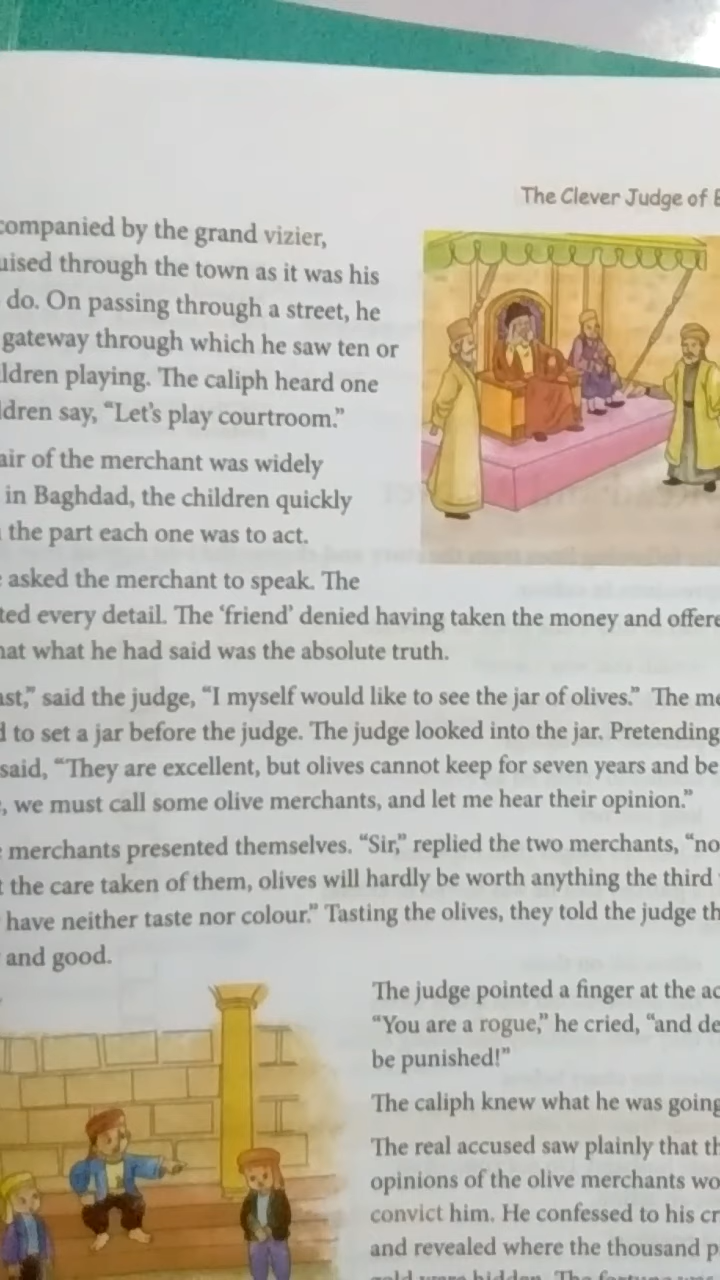 The Clever Judge of
companied by the grand vizier,
uised through the town as it was his
do. On passing through a street, he
gateway through which he saw ten or
ldren playing. The caliph heard one
ldren say, “Let’s play courtroom.”
air of the merchant was widely
in Baghdad, the children quickly
the part each one was to act.
asked the merchant to speak. The
ted every detail. The ‘friend’ denied having taken the money and offere
hat what he had said was the absolute truth.
ast,” said the judge, “I myself would like to see the jar of olives.” The me
d to set a jar before the judge. The judge looked into the jar. Pretending
said, “They are excellent, but olives cannot keep for seven years and be
, we must call some olive merchants, and let me hear their opinion.”
merchants presented themselves. “Sir,” replied the two merchants, “no
t the care taken of them, olives will hardly be worth anything the third
have neither taste nor colour.” Tasting the olives, they told the judge th
and good.
The judge pointed a finger at the ac
“You are a rogue,” he cried, “and de
be punished!”
The caliph knew what he was going
The real accused saw plainly that th
opinions of the olive merchants wo
convict him. He confessed to his cr
and revealed where the thousand p